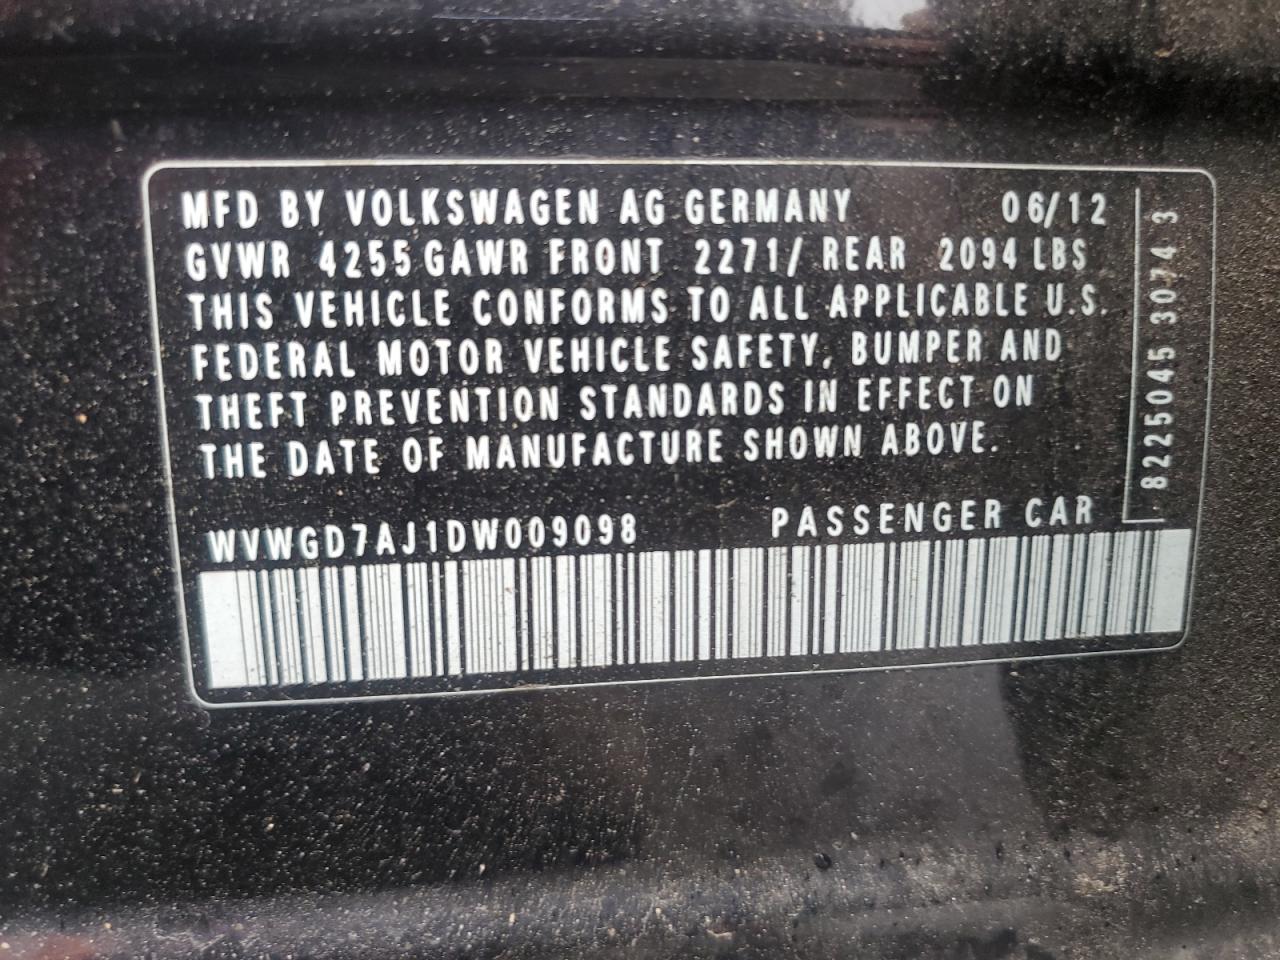 MFD BY VOLKSWAGEN AG GERMANY 06/12
GVWR 4255 GAWR FRONT 2271/ REAR 2094 LBS
THIS VEHICLE CONFORMS TO ALL APPLICABLE U.S.
FEDERAL MOTOR VEHICLE SAFETY, BUMPER AND
THEFT PREVENTION STANDARDS IN EFFECT ON
THE DATE OF MANUFACTURE SHOWN ABOVE.
WVWGD7AJ1DW009098 PASSENGER CAR
8225045 3074 3